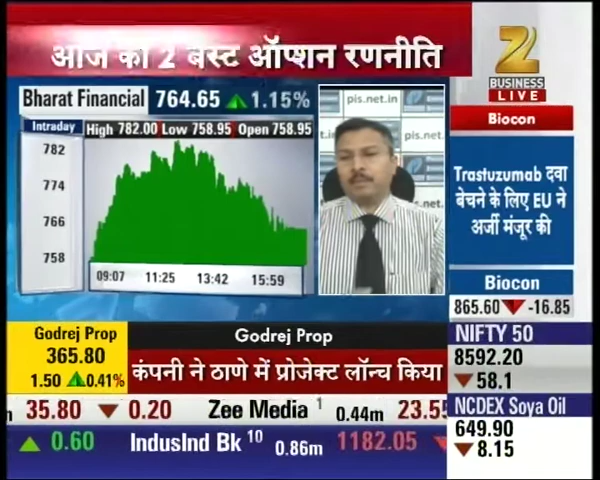 आज की 2 बेस्ट ऑप्शन रणनीति
Z
BUSINESS
LIVE
Bharat Financial 764.65 ▲ 1.15%
Intraday High 782.00 Low 758.95 Open 758.95
782
774
766
758
09:07 11:25 13:42 15:59
pis.net.in
pis.net.in
Biocon
Trastuzumab दवा
बेचने के लिए EU ने
अर्जी मंजूर की
Biocon
865.60 ▼ -16.85
Godrej Prop
365.80
1.50 ▲ 0.41%
Godrej Prop
कंपनी ने ठाणे में प्रोजेक्ट लॉन्च किया
NIFTY 50
8592.20
▼ 58.1
35.80 ▼ 0.20 Zee Media 1 0.44m 23.55
▲ 0.60 IndusInd Bk 10 0.86m 1182.05 ▼
NCDEX Soya Oil
649.90
▼ 8.15